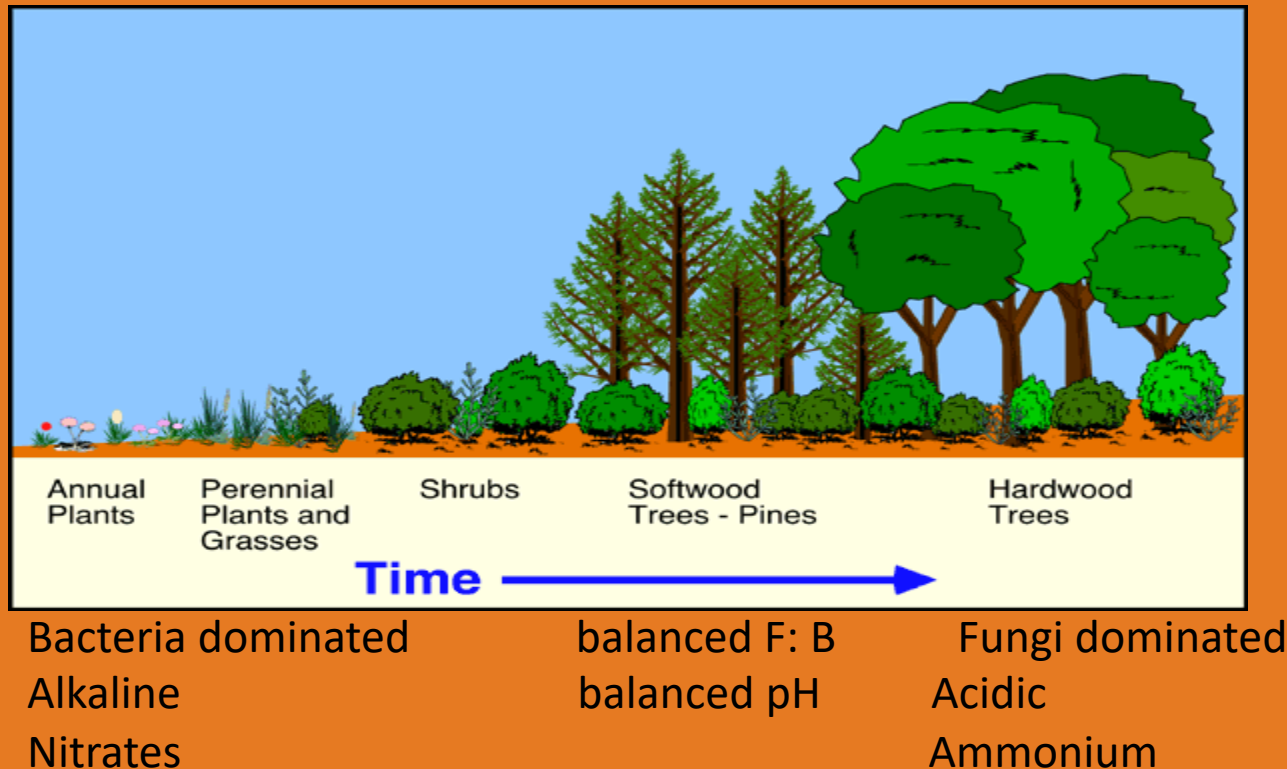 Annual
Plants
Perennial
Plants and
Grasses
Shrubs
Softwood
Trees - Pines
Hardwood
Trees
Time
Bacteria dominated balanced F: B Fungi dominated
Alkaline balanced pH Acidic
Nitrates Ammonium